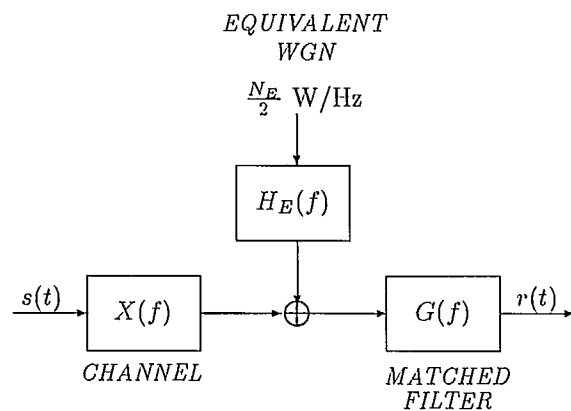 EQUIVALENT
WGN
N_E/2 W/Hz
H_E(f)
s(t)
X(f)
G(f)
r(t)
CHANNEL
MATCHED
FILTER